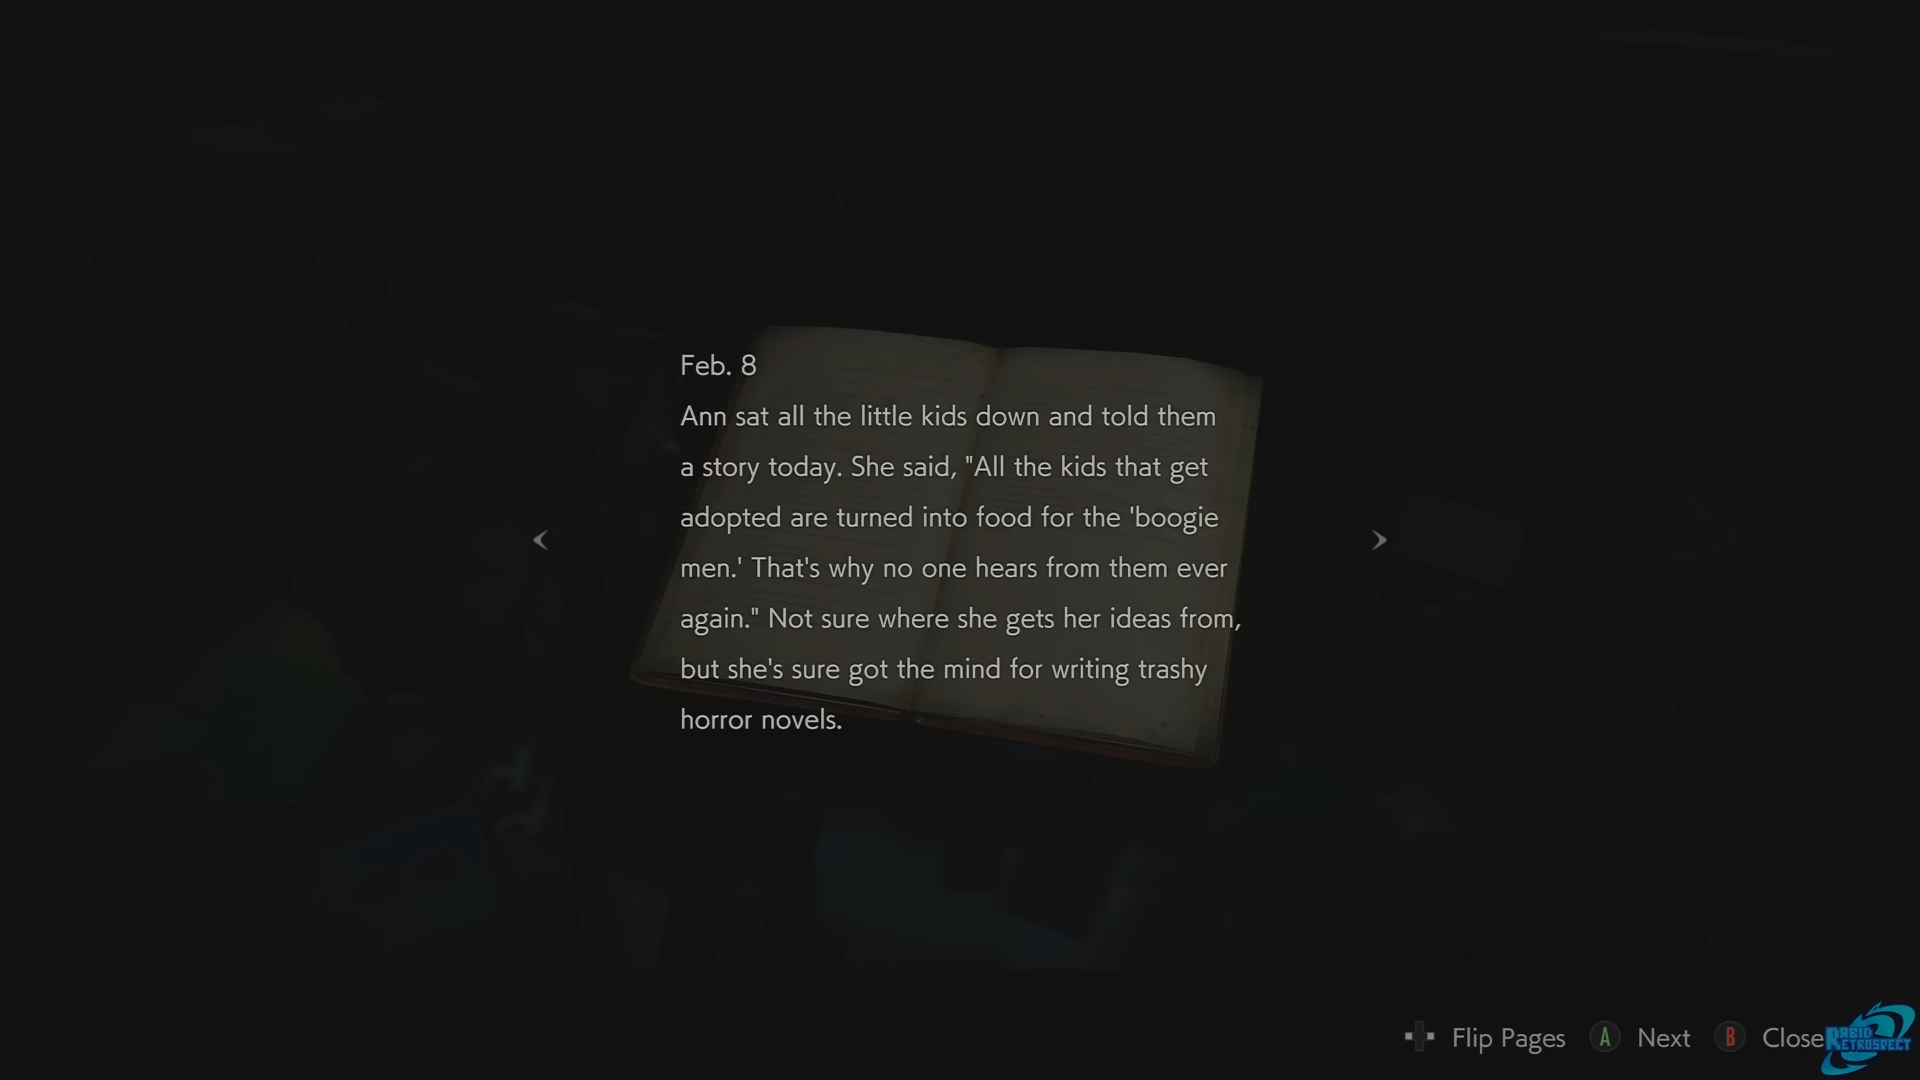 Feb. 8
Ann sat all the little kids down and told them
a story today. She said, "All the kids that get
adopted are turned into food for the 'boogie
men.' That's why no one hears from them ever
again." Not sure where she gets her ideas from,
but she's sure got the mind for writing trashy
horror novels.
Flip Pages A Next B Close
RABID
RETROSPECT